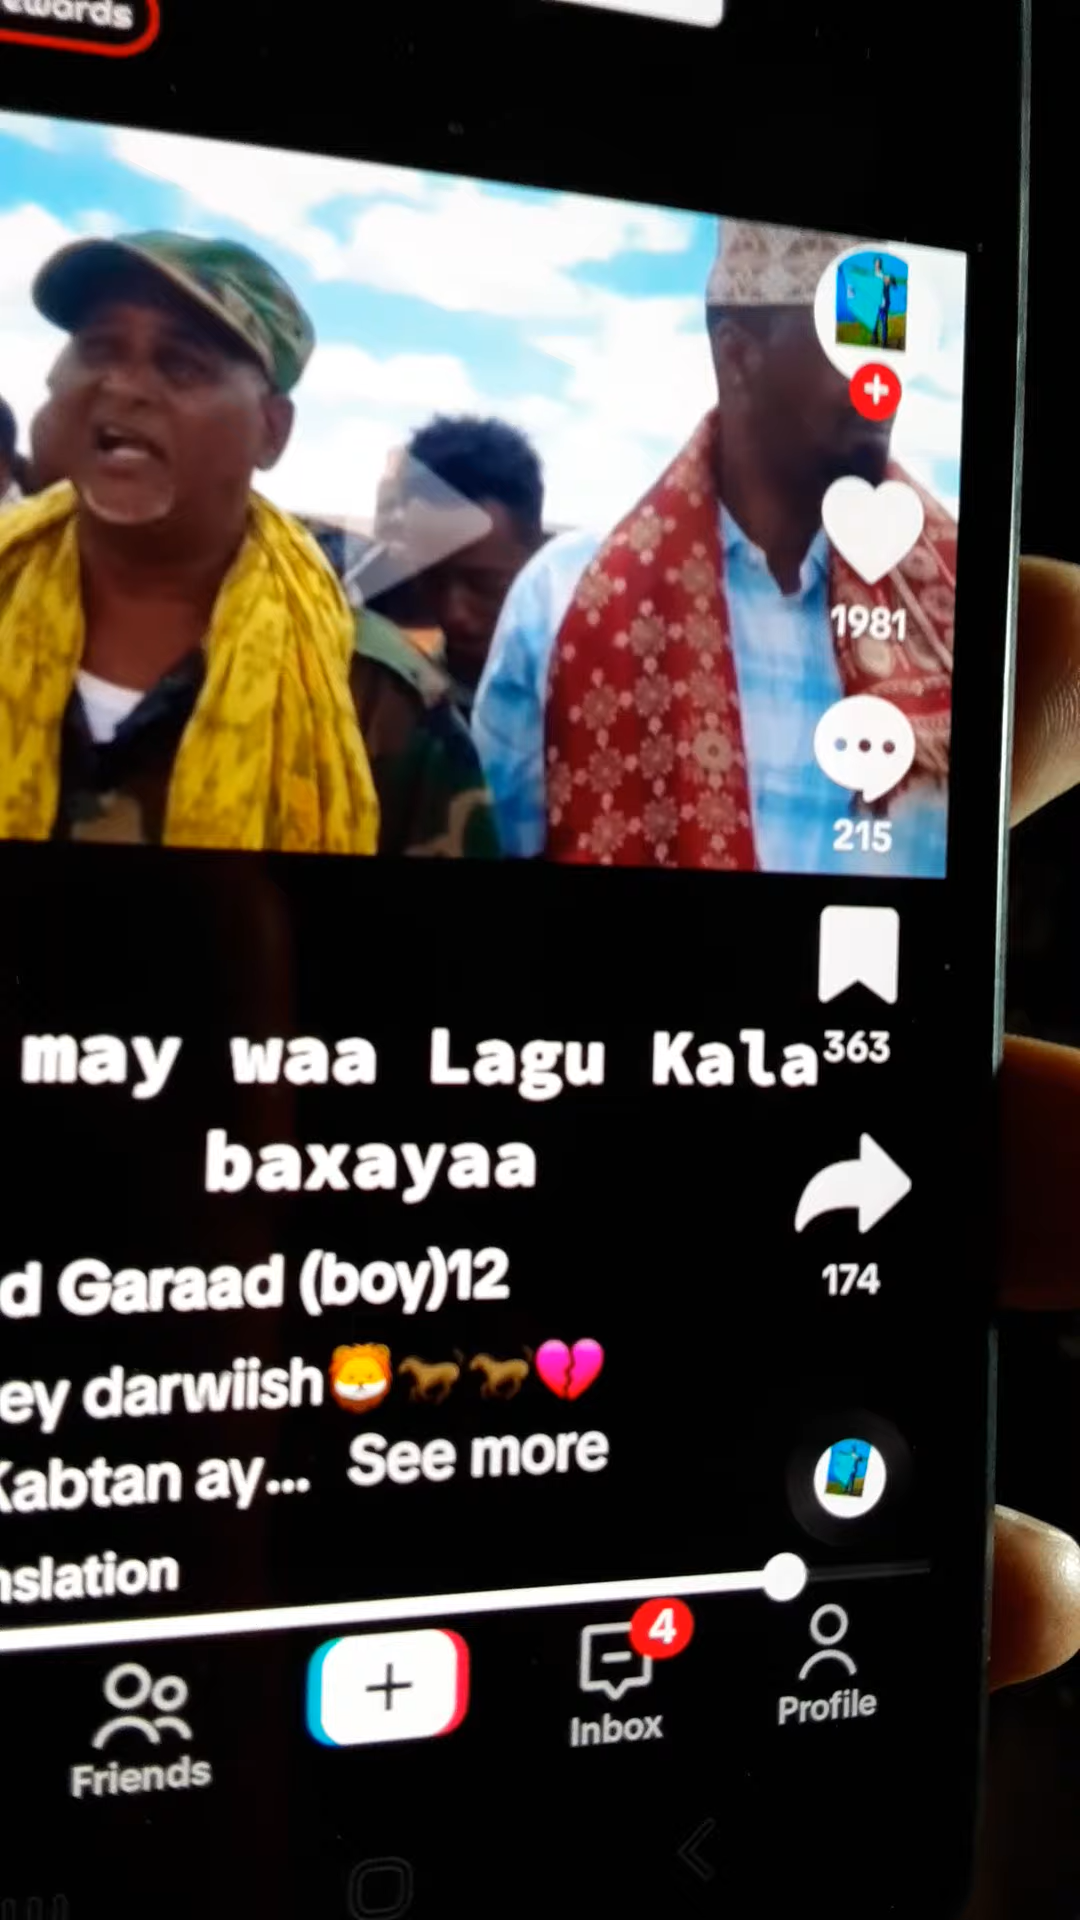 ewards
1981
215
may waa Lagu Kala
363
baxayaa
174
d Garaad (boy)12
ey darwiish🦁🐎🐎💔
Kabtan ay... See more
nslation
4
Friends
Inbox
Profile